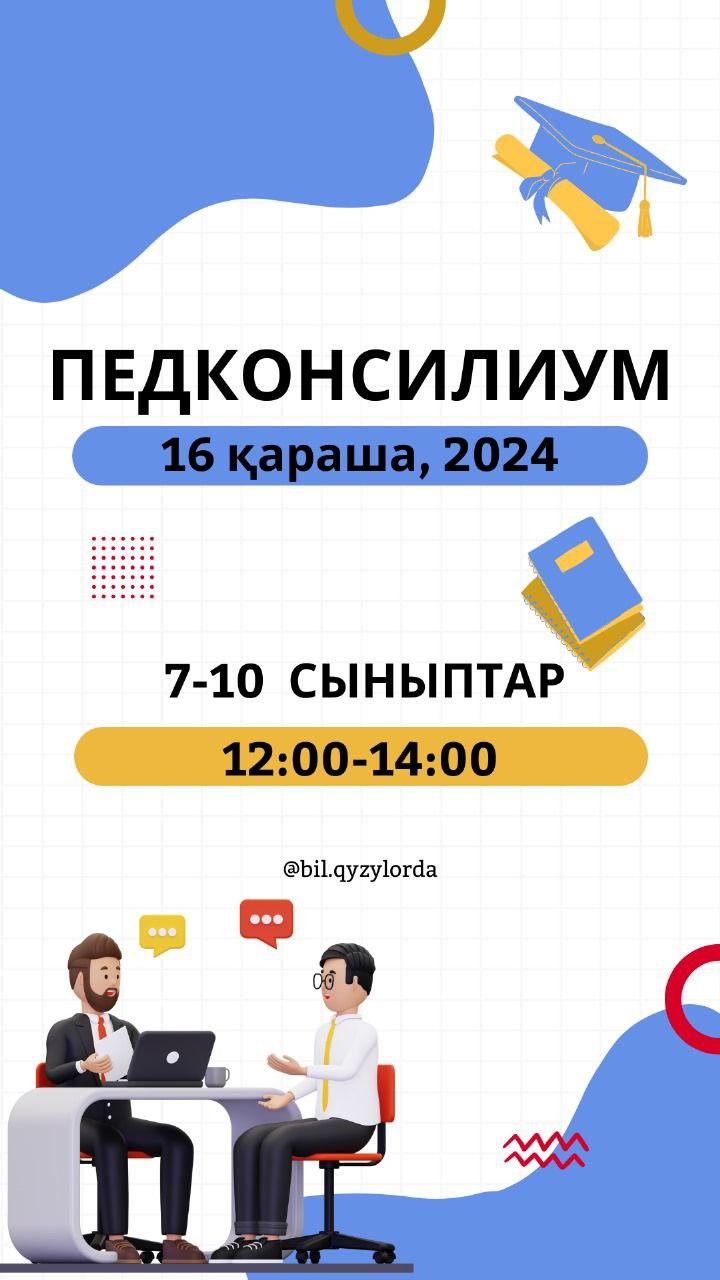 ПЕДКОНСИЛИУМ
16 қараша, 2024
7-10 СЫНЫПТАР
12:00-14:00
@bil.qyzylorda